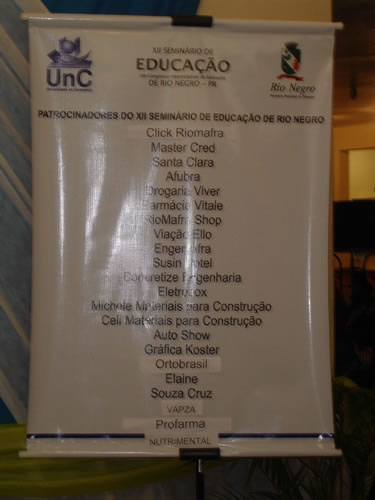 XII SEMINÁRIO DE
EDUCAÇÃO
DE RIO NEGRO - PR
UnC
Rio Negro
PATROCINADORES DO XII SEMINÁRIO DE EDUCAÇÃO DE RIO NEGRO
Click Riomafra
Master Cred
Santa Clara
Afubra
Drogaria Viver
Farmácia Vitale
RioMafra Shop
Viação Ello
Engemafra
Susin Hotel
Concretize Engenharia
Eletrobox
Michele Materiais para Construção
Celi Materiais para Construção
Auto Show
Gráfica Koster
Ortobrasil
Elaine
Souza Cruz
VAPZA
Profarma
NUTRIMENTAL